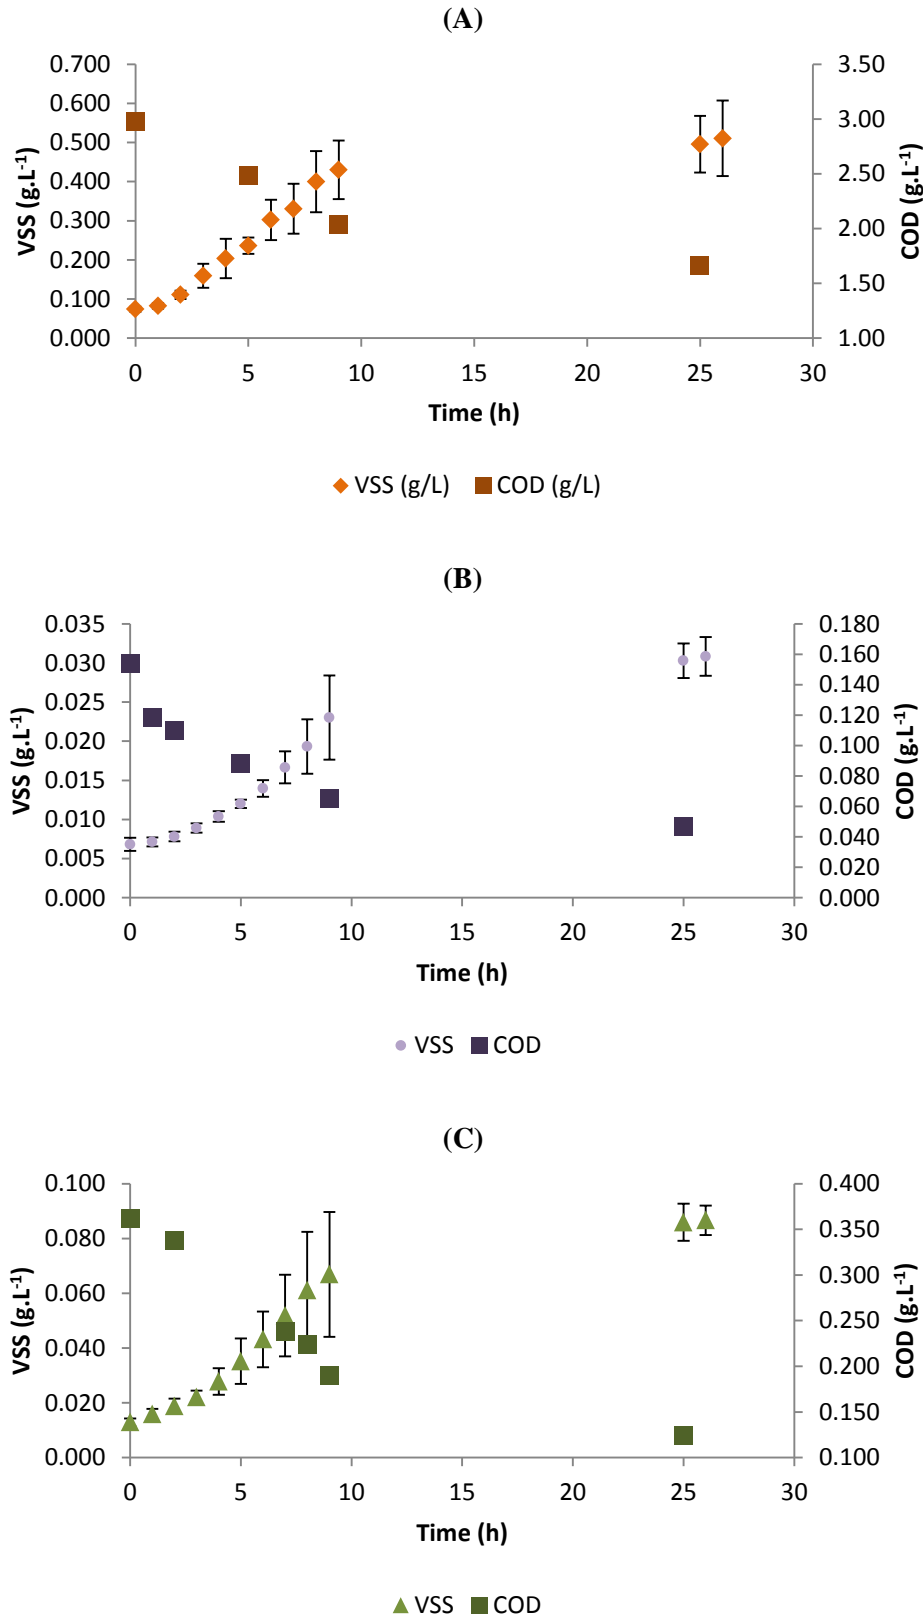 (A)
0.700
0.600
0.500
0.400
0.300
0.200
0.100
0.000
VSS (g.L⁻¹)
3.50
3.00
2.50
2.00
1.50
1.00
COD (g.L⁻¹)
0 5 10 15 20 25 30
Time (h)
VSS (g/L) COD (g/L)
(B)
0.035
0.030
0.025
0.020
0.015
0.010
0.005
0.000
VSS (g.L⁻¹)
0.180
0.160
0.140
0.120
0.100
0.080
0.060
0.040
0.020
0.000
COD (g.L⁻¹)
0 5 10 15 20 25 30
Time (h)
VSS COD
(C)
0.100
0.080
0.060
0.040
0.020
0.000
VSS (g.L⁻¹)
0.400
0.350
0.300
0.250
0.200
0.150
0.100
COD (g.L⁻¹)
0 5 10 15 20 25 30
Time (h)
VSS COD